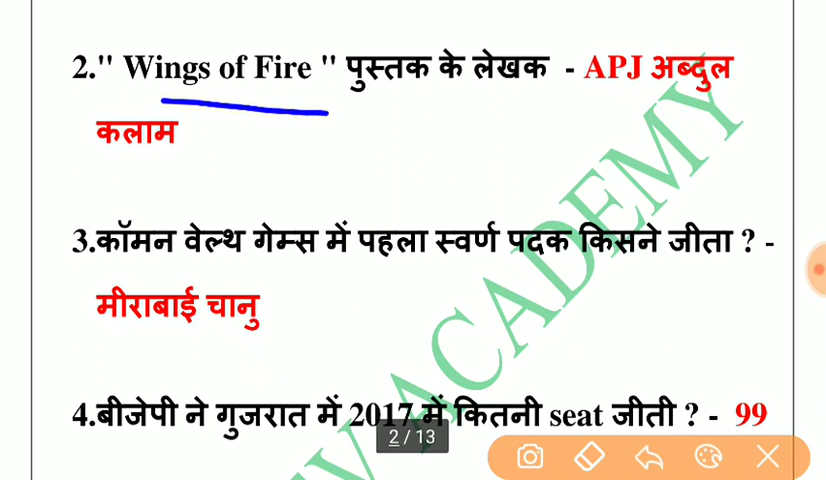 2." Wings of Fire " पुस्तक के लेखक - APJ अब्दुल
कलाम
3.कॉमन वेल्थ गेम्स में पहला स्वर्ण पदक किसने जीता ? -
मीराबाई चानु
4.बीजेपी ने गुजरात में 2017 में कितनी seat जीती ? - 99
2 / 13
ACADEMY